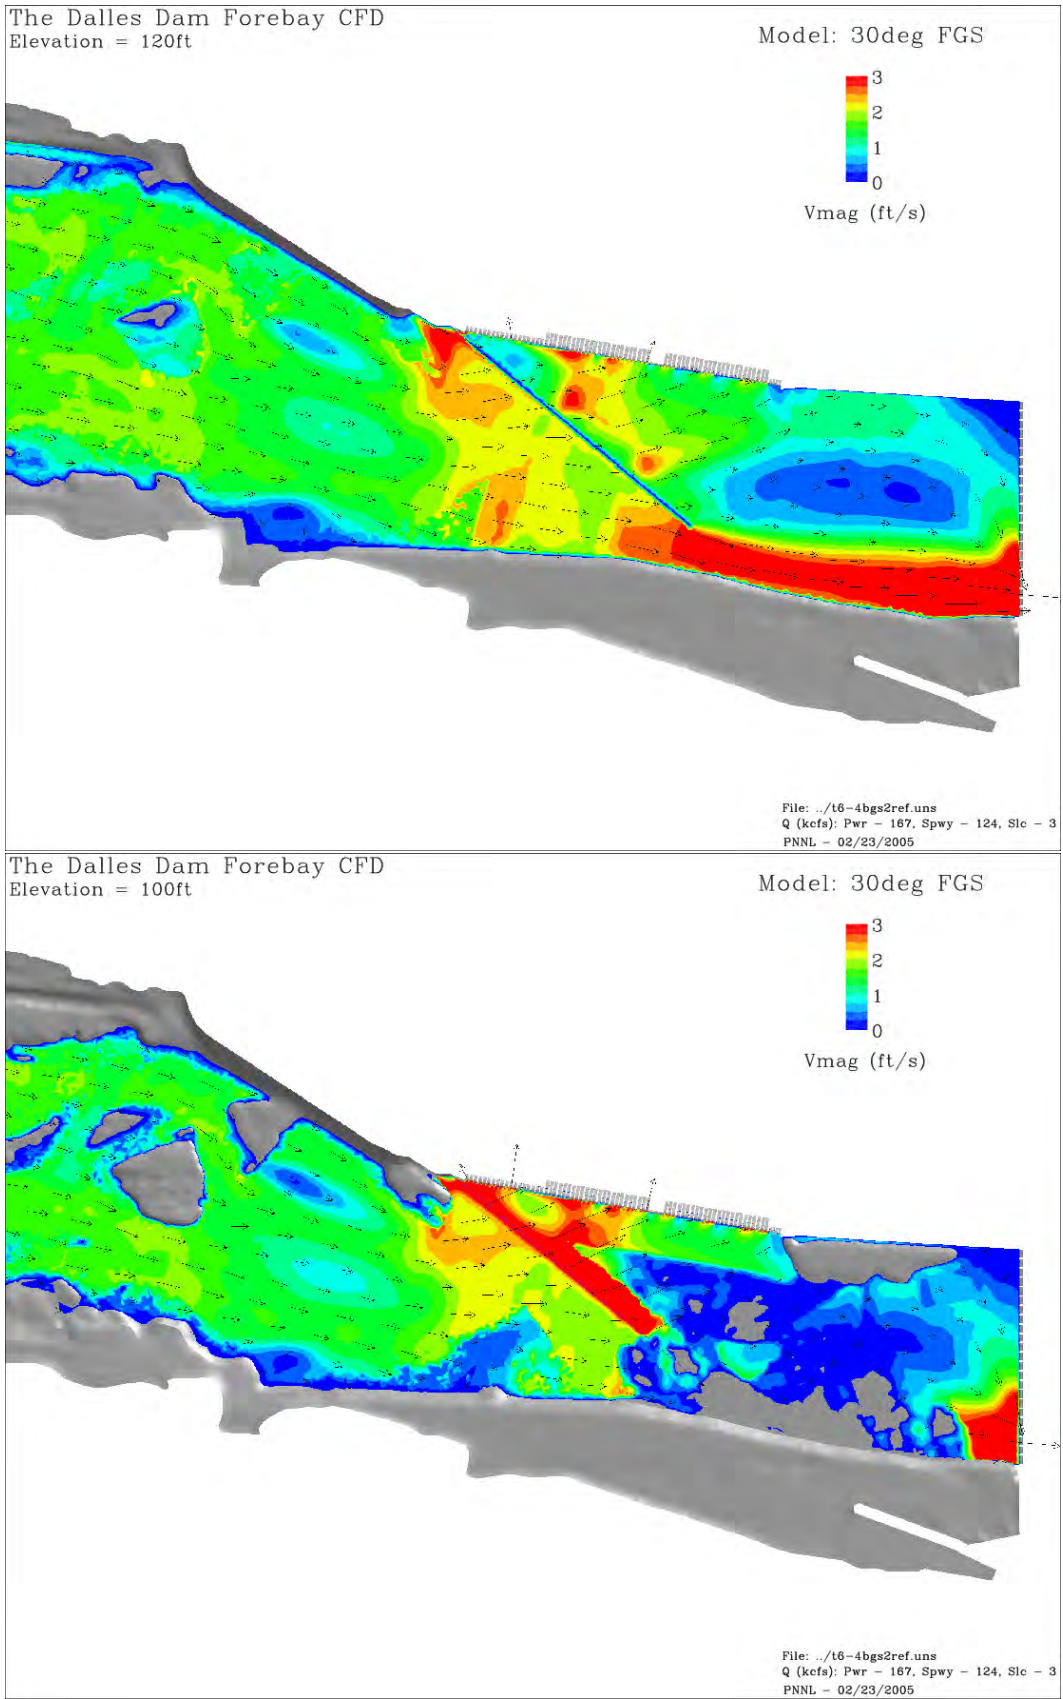 The Dalles Dam Forebay CFD
Elevation = 120ft
Model: 30deg FGS
3
2
1
0
Vmag (ft/s)
File: ../t6-4bgs2ref.uns
Q (kcfs): Pwr - 167, Spwy - 124, Slc - 3
PNNL - 02/23/2005
The Dalles Dam Forebay CFD
Elevation = 100ft
Model: 30deg FGS
3
2
1
0
Vmag (ft/s)
File: ../t6-4bgs2ref.uns
Q (kcfs): Pwr - 167, Spwy - 124, Slc - 3
PNNL - 02/23/2005